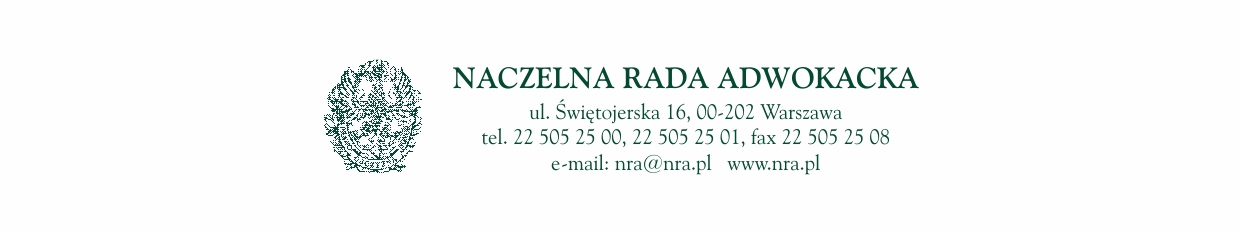 NACZELNA RADA ADWOKACKA
ul. Świętojerska 16, 00-202 Warszawa
tel. 22 505 25 00, 22 505 25 01, fax 22 505 25 08
e-mail: nra@nra.pl www.nra.pl